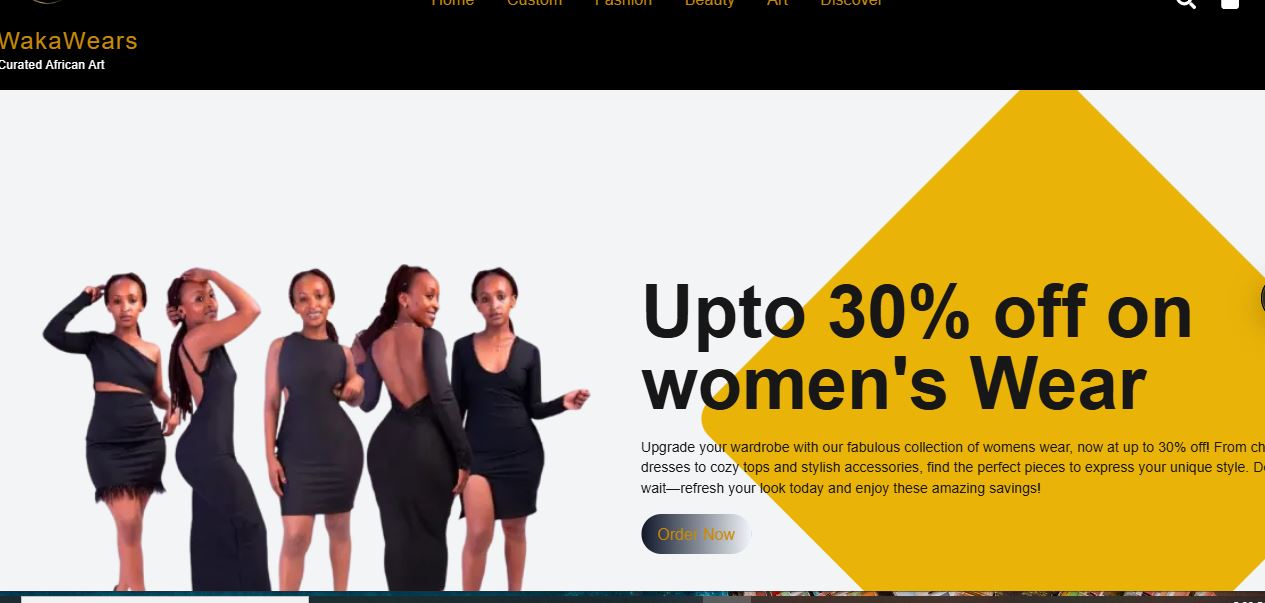 Home Custom Fashion Beauty Art Discover
WakaWears
Curated African Art
Upto 30% off on
women's Wear
Upgrade your wardrobe with our fabulous collection of womens wear, now at up to 30% off! From
dresses to cozy tops and stylish accessories, find the perfect pieces to express your unique style.
wait—refresh your look today and enjoy these amazing savings!
Order Now